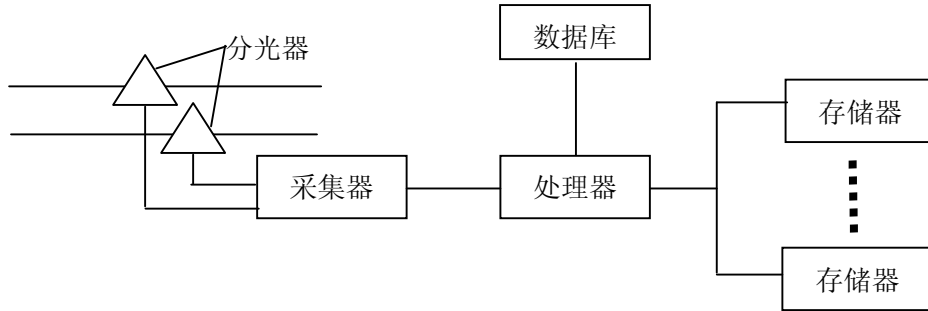 分光器
数据库
存储器
采集器
处理器
存储器